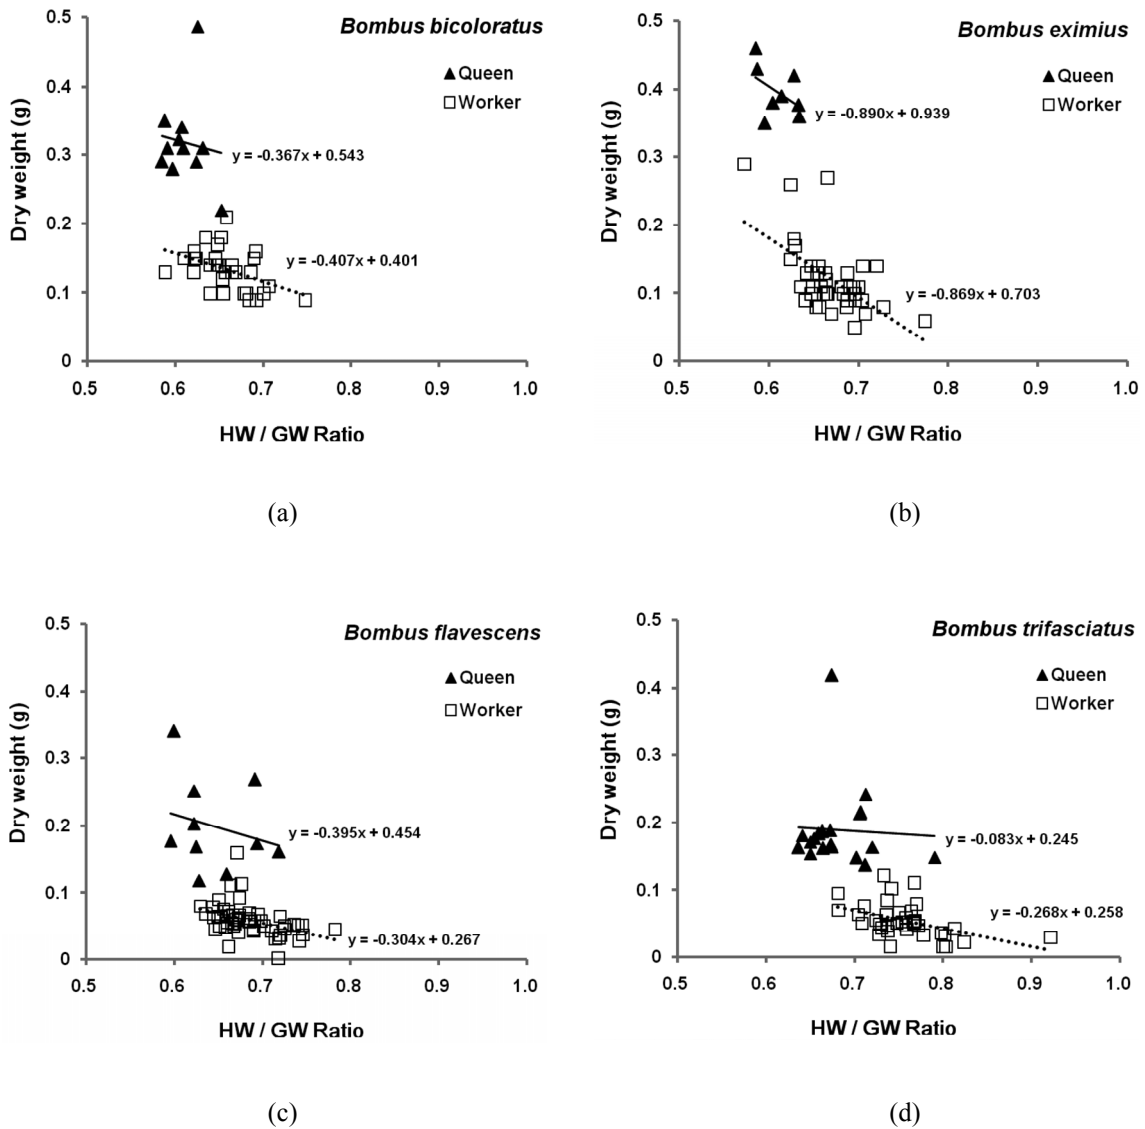 Bombus bicoloratus
Queen
Worker
Dry weight (g)
0.5
0.4
0.3
0.2
0.1
0
y = -0.367x + 0.543
y = -0.407x + 0.401
0.5 0.6 0.7 0.8 0.9 1.0
HW / GW Ratio
(a)
Bombus eximius
Queen
Worker
Dry weight (g)
0.5
0.4
0.3
0.2
0.1
0
y = -0.890x + 0.939
y = -0.869x + 0.703
0.5 0.6 0.7 0.8 0.9 1.0
HW / GW Ratio
(b)
Bombus flavescens
Queen
Worker
Dry weight (g)
0.5
0.4
0.3
0.2
0.1
0
y = -0.395x + 0.454
y = -0.304x + 0.267
0.5 0.6 0.7 0.8 0.9 1.0
HW / GW Ratio
(c)
Bombus trifasciatus
Queen
Worker
Dry weight (g)
0.5
0.4
0.3
0.2
0.1
0
y = -0.083x + 0.245
y = -0.268x + 0.258
0.5 0.6 0.7 0.8 0.9 1.0
HW / GW Ratio
(d)